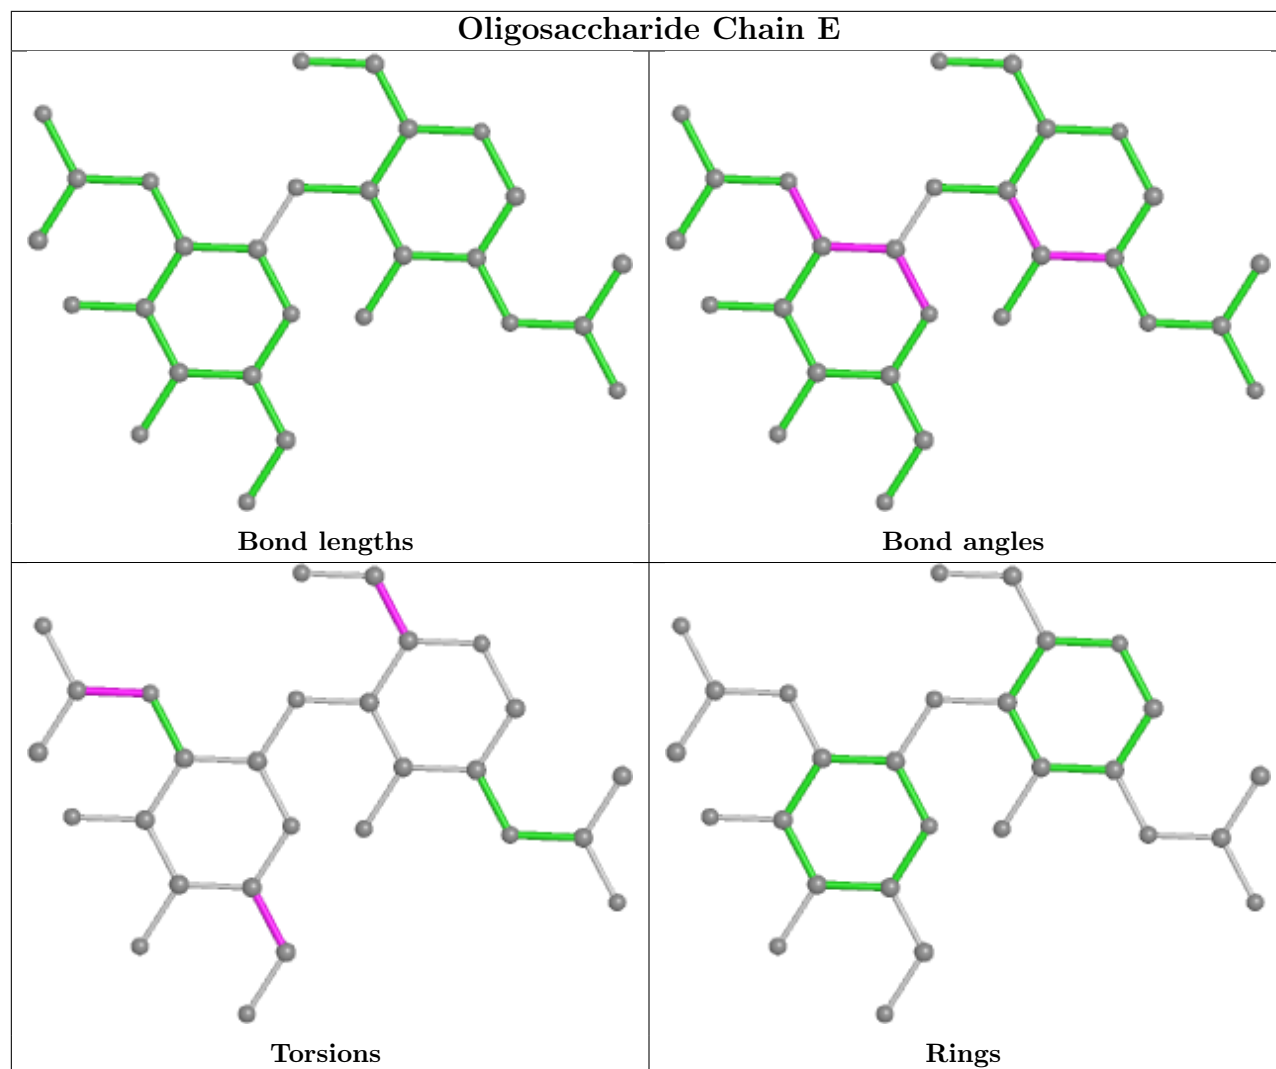 Oligosaccharide Chain E
Bond lengths
Bond angles
Torsions
Rings